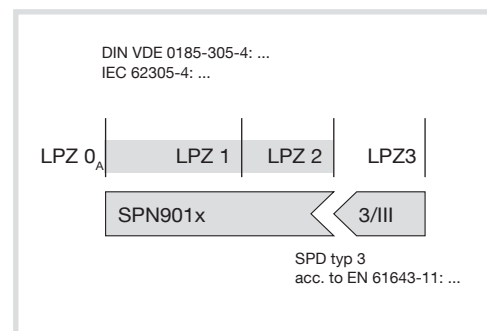 DIN VDE 0185-305-4: ...
IEC 62305-4: ...
LPZ 0A LPZ 1 LPZ 2 LPZ3
SPN901x 3/III
SPD typ 3
acc. to EN 61643-11: ...